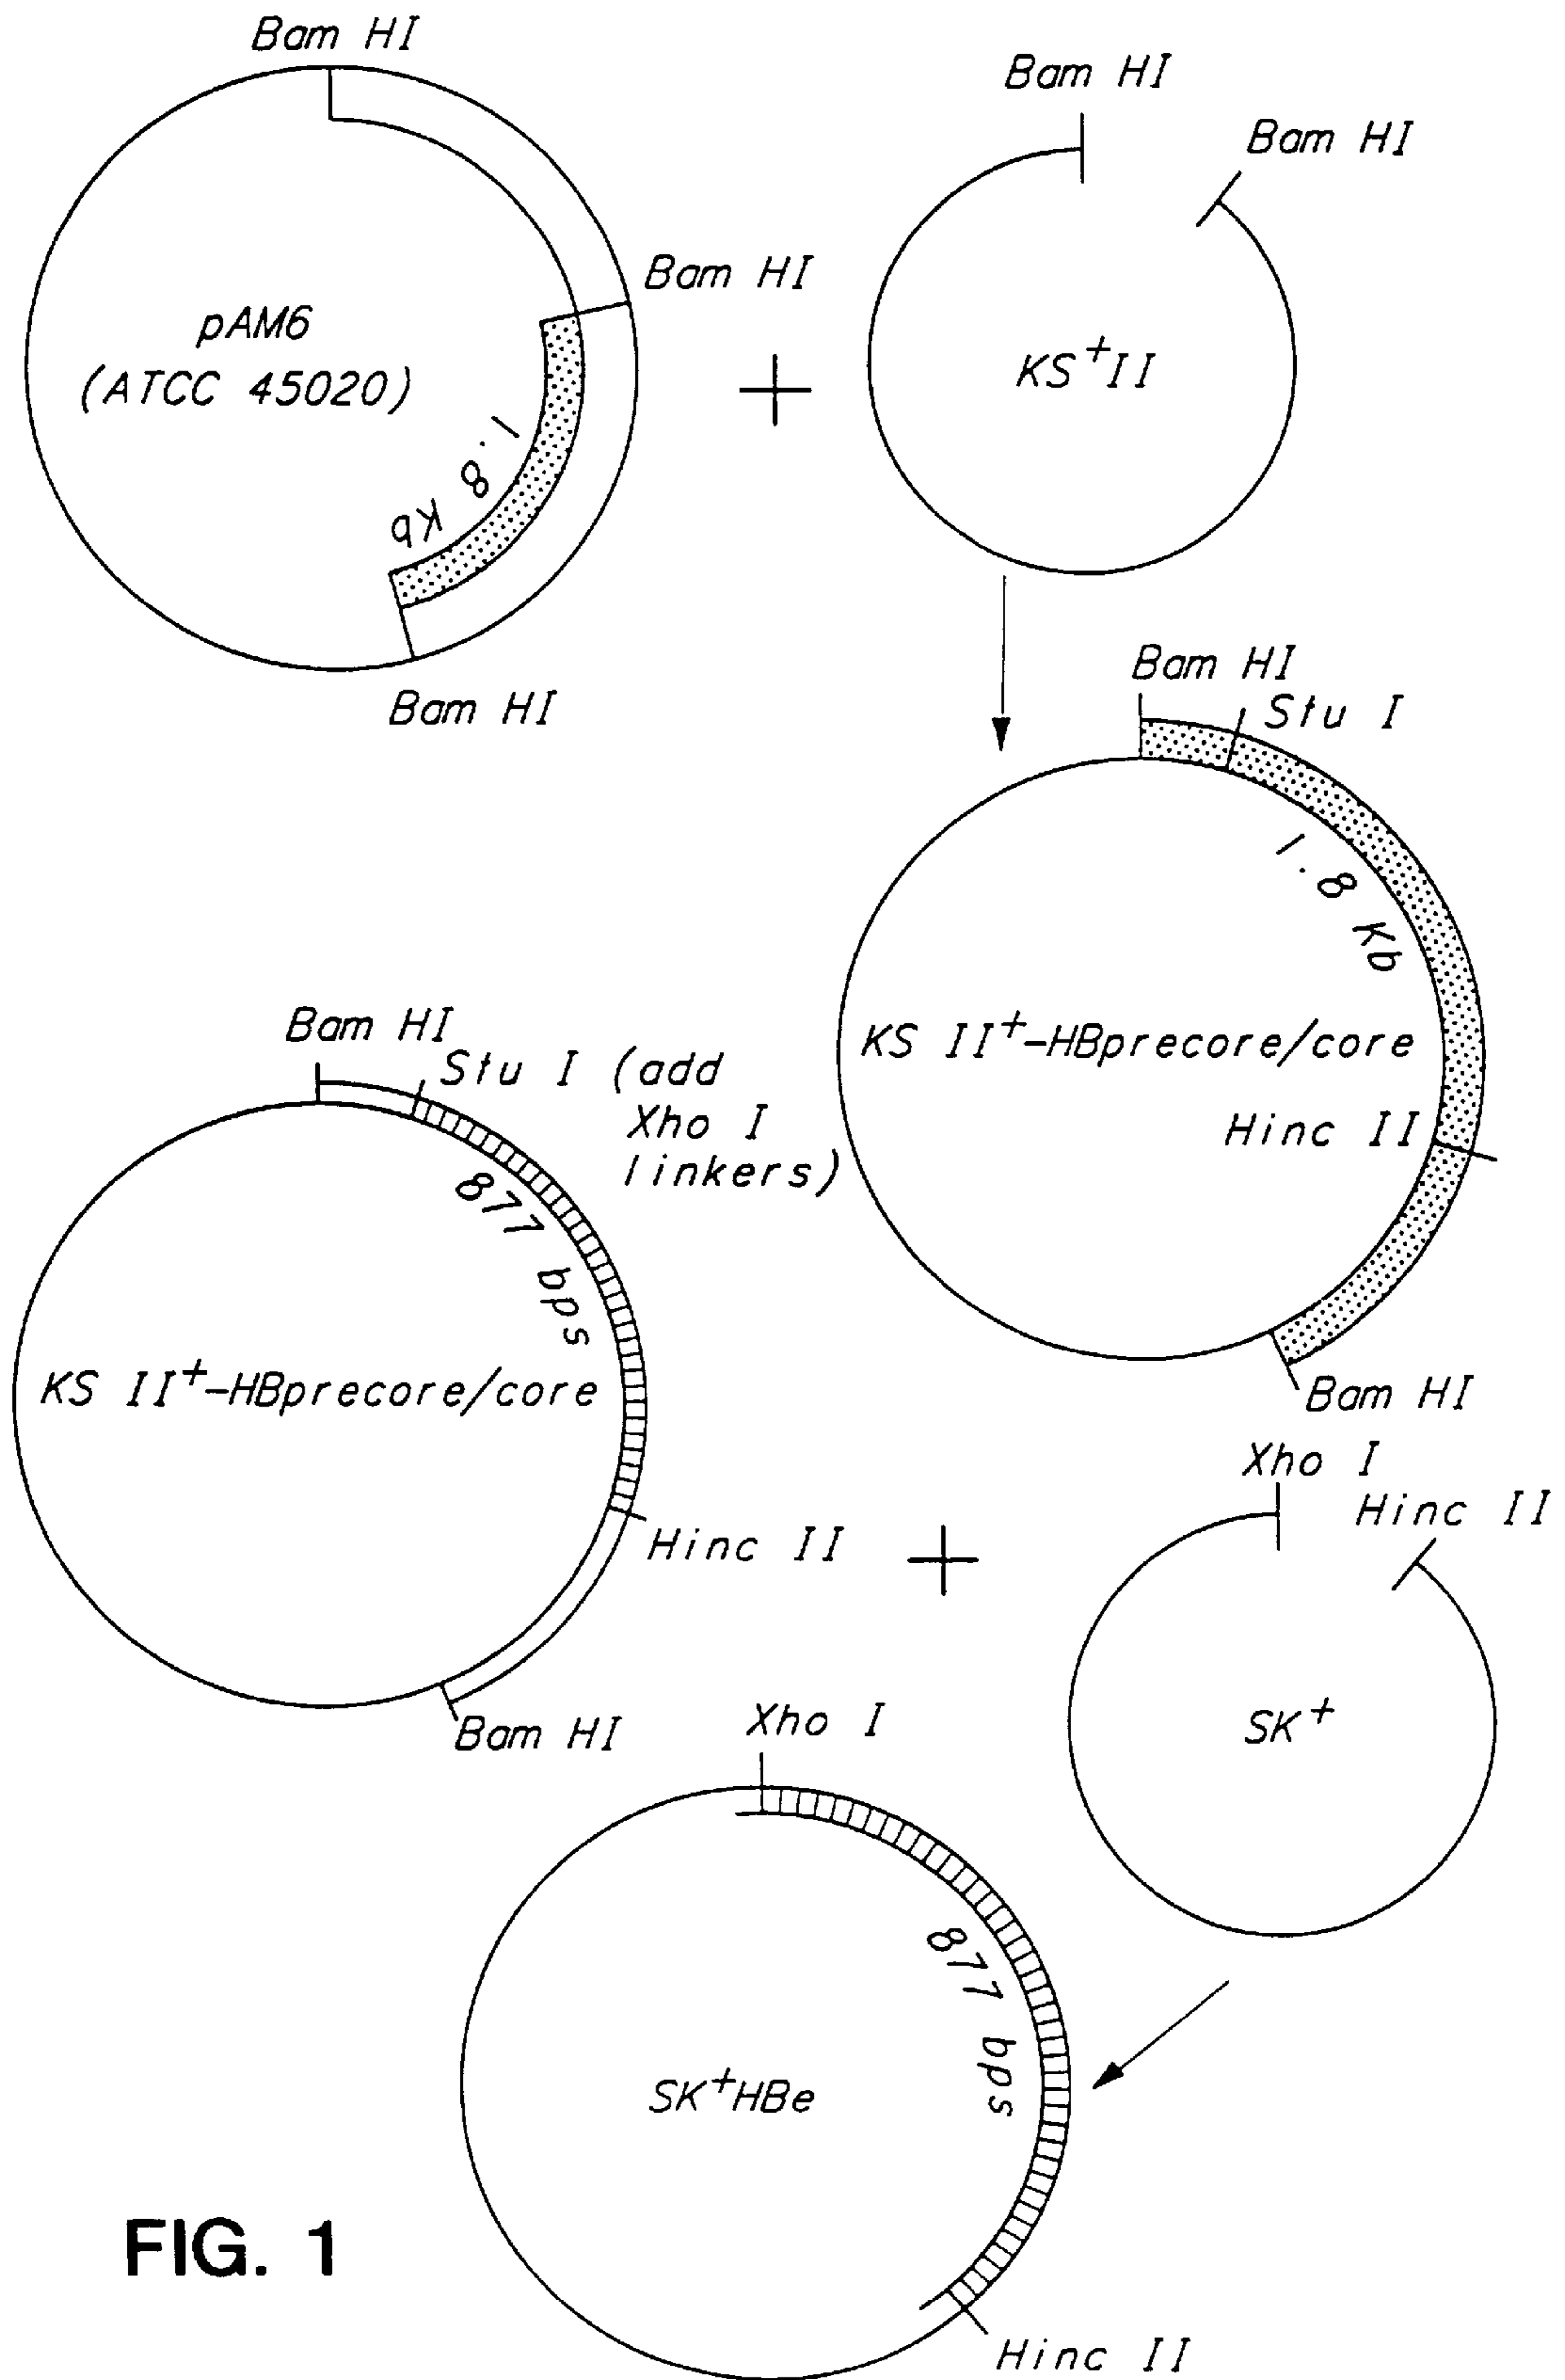 Bam HI
Bam HI
Bam HI
Bam HI
pAM6
(ATCC 45020)
KS+II
1.8 Kb
Bam HI
Bam HI
Stu I
1.8 Kb
KS II+-HBprecore/core
Hinc II
Bam HI
Bam HI
Stu I (add
Xho I
linkers)
877 bps
KS II+-HBprecore/core
Hinc II
Bam HI
Xho I
Hinc II
SK+
Xho I
877 bps
SK+HBe
Hinc II
FIG. 1